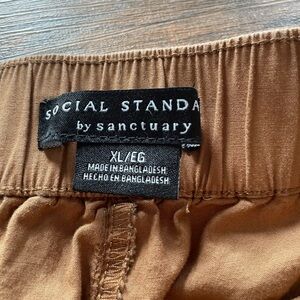 SOCIAL STANDA
by sanctuary
XL/EG
MADE IN BANGLADESH
HECHO EN BANGLADESH